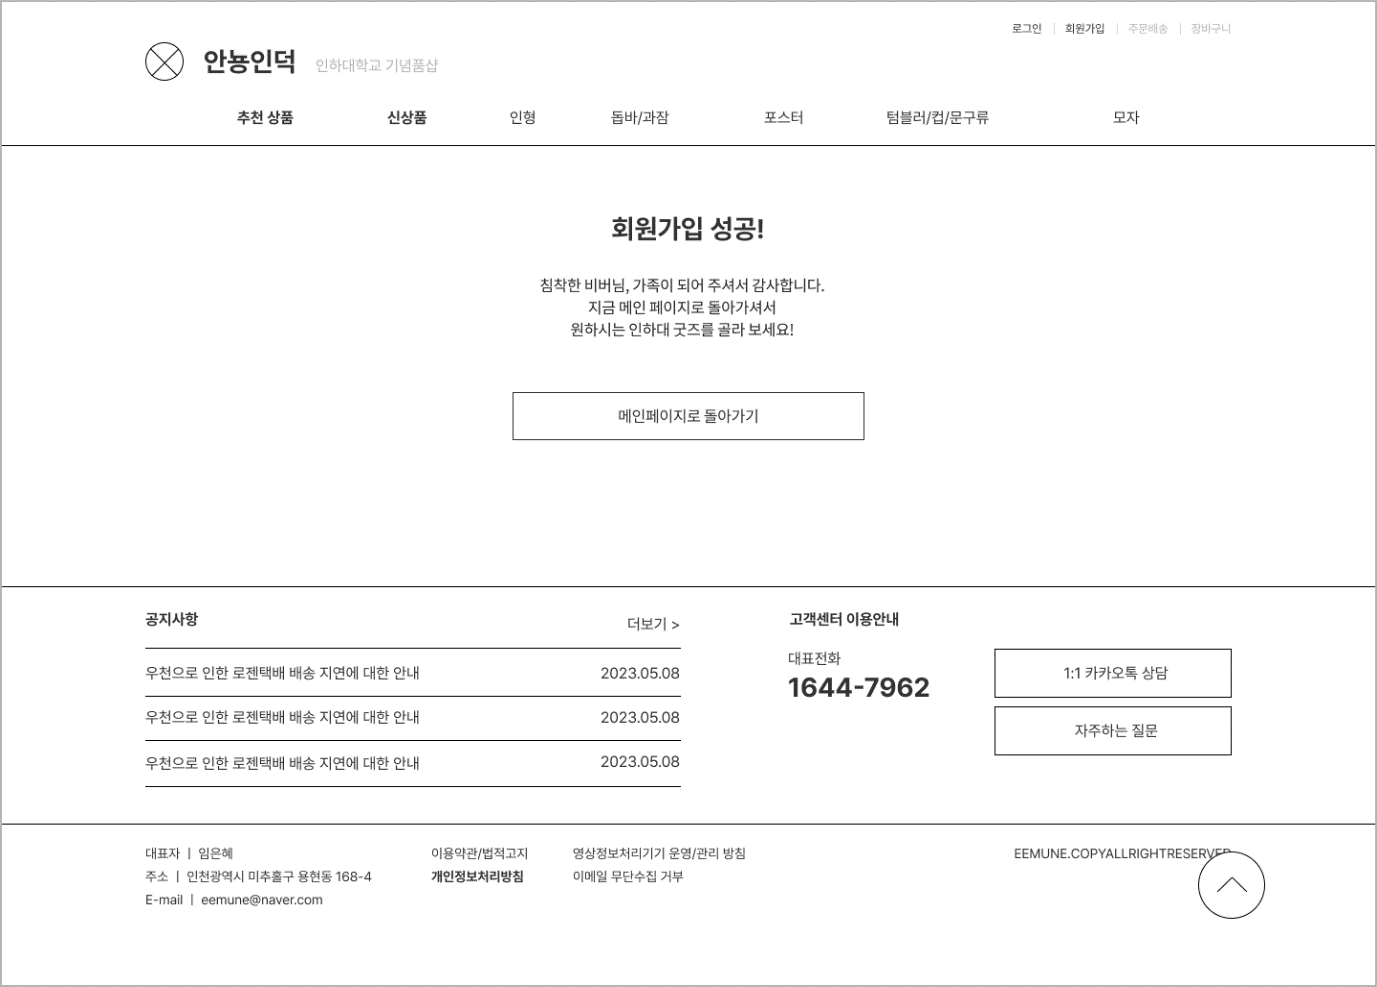 로그인 | 회원가입 | 주문배송 | 장바구니
안뇽인덕 인하대학교 기념품샵
추천 상품 신상품 인형 돕바/과잠 포스터 텀블러/컵/문구류 모자
회원가입 성공!
침착한 비버님, 가족이 되어 주셔서 감사합니다.
지금 메인 페이지로 돌아가셔서
원하시는 인하대 굿즈를 골라 보세요!
메인페이지로 돌아가기
공지사항 더보기 >
우천으로 인한 로젠택배 배송 지연에 대한 안내 2023.05.08
우천으로 인한 로젠택배 배송 지연에 대한 안내 2023.05.08
우천으로 인한 로젠택배 배송 지연에 대한 안내 2023.05.08
고객센터 이용안내
대표전화
1644-7962
1:1 카카오톡 상담
자주하는 질문
대표자 | 임은혜
주소 | 인천광역시 미추홀구 용현동 168-4
E-mail | eemune@naver.com
이용약관/법적고지
개인정보처리방침
영상정보처리기기 운영/관리 방침
이메일 무단수집 거부
EEMUNE.COPYALLRIGHTRESERVED